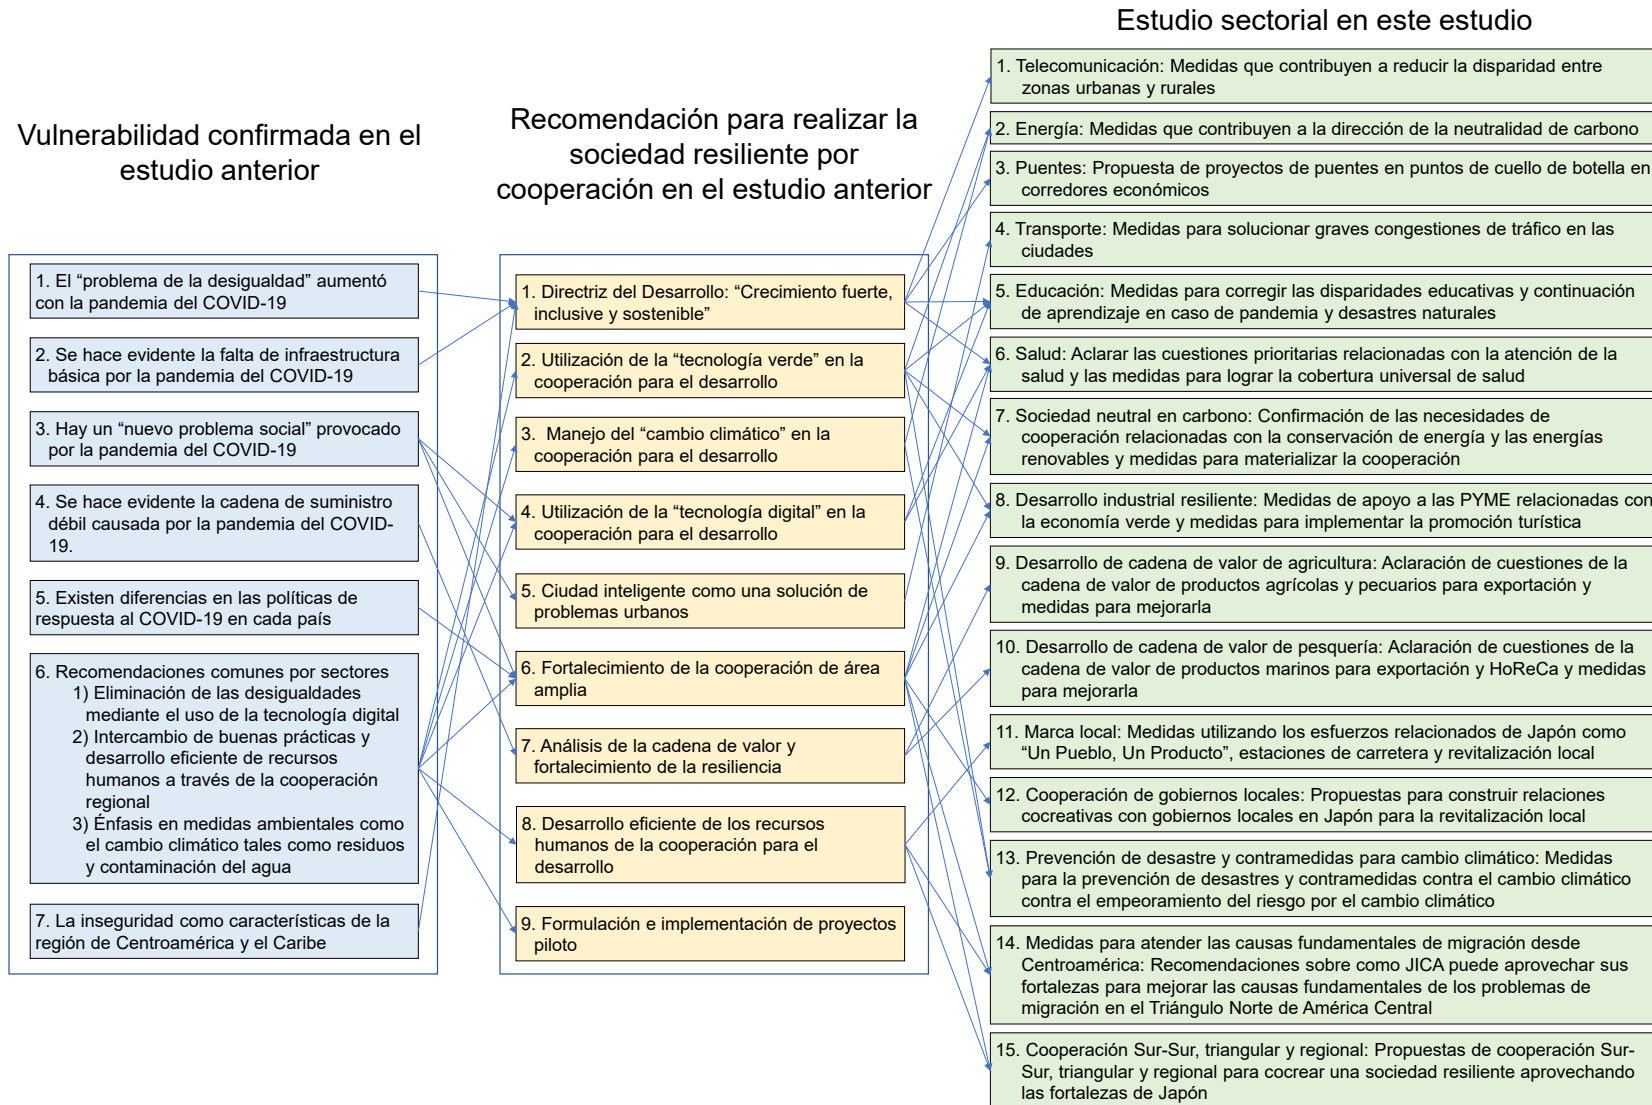 Vulnerabilidad confirmada en el
estudio anterior
1. El “problema de la desigualdad” aumentó
con la pandemia del COVID-19
2. Se hace evidente la falta de infraestructura
básica por la pandemia del COVID-19
3. Hay un “nuevo problema social” provocado
por la pandemia del COVID-19
4. Se hace evidente la cadena de suministro
débil causada por la pandemia del COVID-
19.
5. Existen diferencias en las políticas de
respuesta al COVID-19 en cada país
6. Recomendaciones comunes por sectores
1) Eliminación de las desigualdades
mediante el uso de la tecnología digital
2) Intercambio de buenas prácticas y
desarrollo eficiente de recursos
humanos a través de la cooperación
regional
3) Énfasis en medidas ambientales como
el cambio climático tales como residuos
y contaminación del agua
7. La inseguridad como características de la
región de Centroamérica y el Caribe
Recomendación para realizar la
sociedad resiliente por
cooperación en el estudio anterior
1. Directriz del Desarrollo: “Crecimiento fuerte,
inclusive y sostenible”
2. Utilización de la “tecnología verde” en la
cooperación para el desarrollo
3. Manejo del “cambio climático” en la
cooperación para el desarrollo
4. Utilización de la “tecnología digital” en la
cooperación para el desarrollo
5. Ciudad inteligente como una solución de
problemas urbanos
6. Fortalecimiento de la cooperación de área
amplia
7. Análisis de la cadena de valor y
fortalecimiento de la resiliencia
8. Desarrollo eficiente de los recursos
humanos de la cooperación para el
desarrollo
9. Formulación e implementación de proyectos
piloto
Estudio sectorial en este estudio
1. Telecomunicación: Medidas que contribuyen a reducir la disparidad entre
zonas urbanas y rurales
2. Energía: Medidas que contribuyen a la dirección de la neutralidad de carbono
3. Puentes: Propuesta de proyectos de puentes en puntos de cuello de botella en
corredores económicos
4. Transporte: Medidas para solucionar graves congestiones de tráfico en las
ciudades
5. Educación: Medidas para corregir las disparidades educativas y continuación
de aprendizaje en caso de pandemia y desastres naturales
6. Salud: Aclarar las cuestiones prioritarias relacionadas con la atención de la
salud y las medidas para lograr la cobertura universal de salud
7. Sociedad neutral en carbono: Confirmación de las necesidades de
cooperación relacionadas con la conservación de energía y las energías
renovables y medidas para materializar la cooperación
8. Desarrollo industrial resiliente: Medidas de apoyo a las PYME relacionadas con
la economía verde y medidas para implementar la promoción turística
9. Desarrollo de cadena de valor de agricultura: Aclaración de cuestiones de la
cadena de valor de productos agrícolas y pecuarios para exportación y
medidas para mejorarla
10. Desarrollo de cadena de valor de pesquería: Aclaración de cuestiones de la
cadena de valor de productos marinos para exportación y HoReCa y medidas
para mejorarla
11. Marca local: Medidas utilizando los esfuerzos relacionados de Japón como
“Un Pueblo, Un Producto”, estaciones de carretera y revitalización local
12. Cooperación de gobiernos locales: Propuestas para construir relaciones
cocreativas con gobiernos locales en Japón para la revitalización local
13. Prevención de desastre y contramedidas para cambio climático: Medidas
para la prevención de desastres y contramedidas contra el cambio climático
contra el empeoramiento del riesgo por el cambio climático
14. Medidas para atender las causas fundamentales de migración desde
Centroamérica: Recomendaciones sobre como JICA puede aprovechar sus
fortalezas para mejorar las causas fundamentales de los problemas de
migración en el Triángulo Norte de América Central
15. Cooperación Sur-Sur, triangular y regional: Propuestas de cooperación Sur-
Sur, triangular y regional para cocrear una sociedad resiliente aprovechando
las fortalezas de Japón